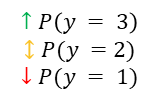 ↑ P(y = 3)
↕ P(y = 2)
↓ P(y = 1)